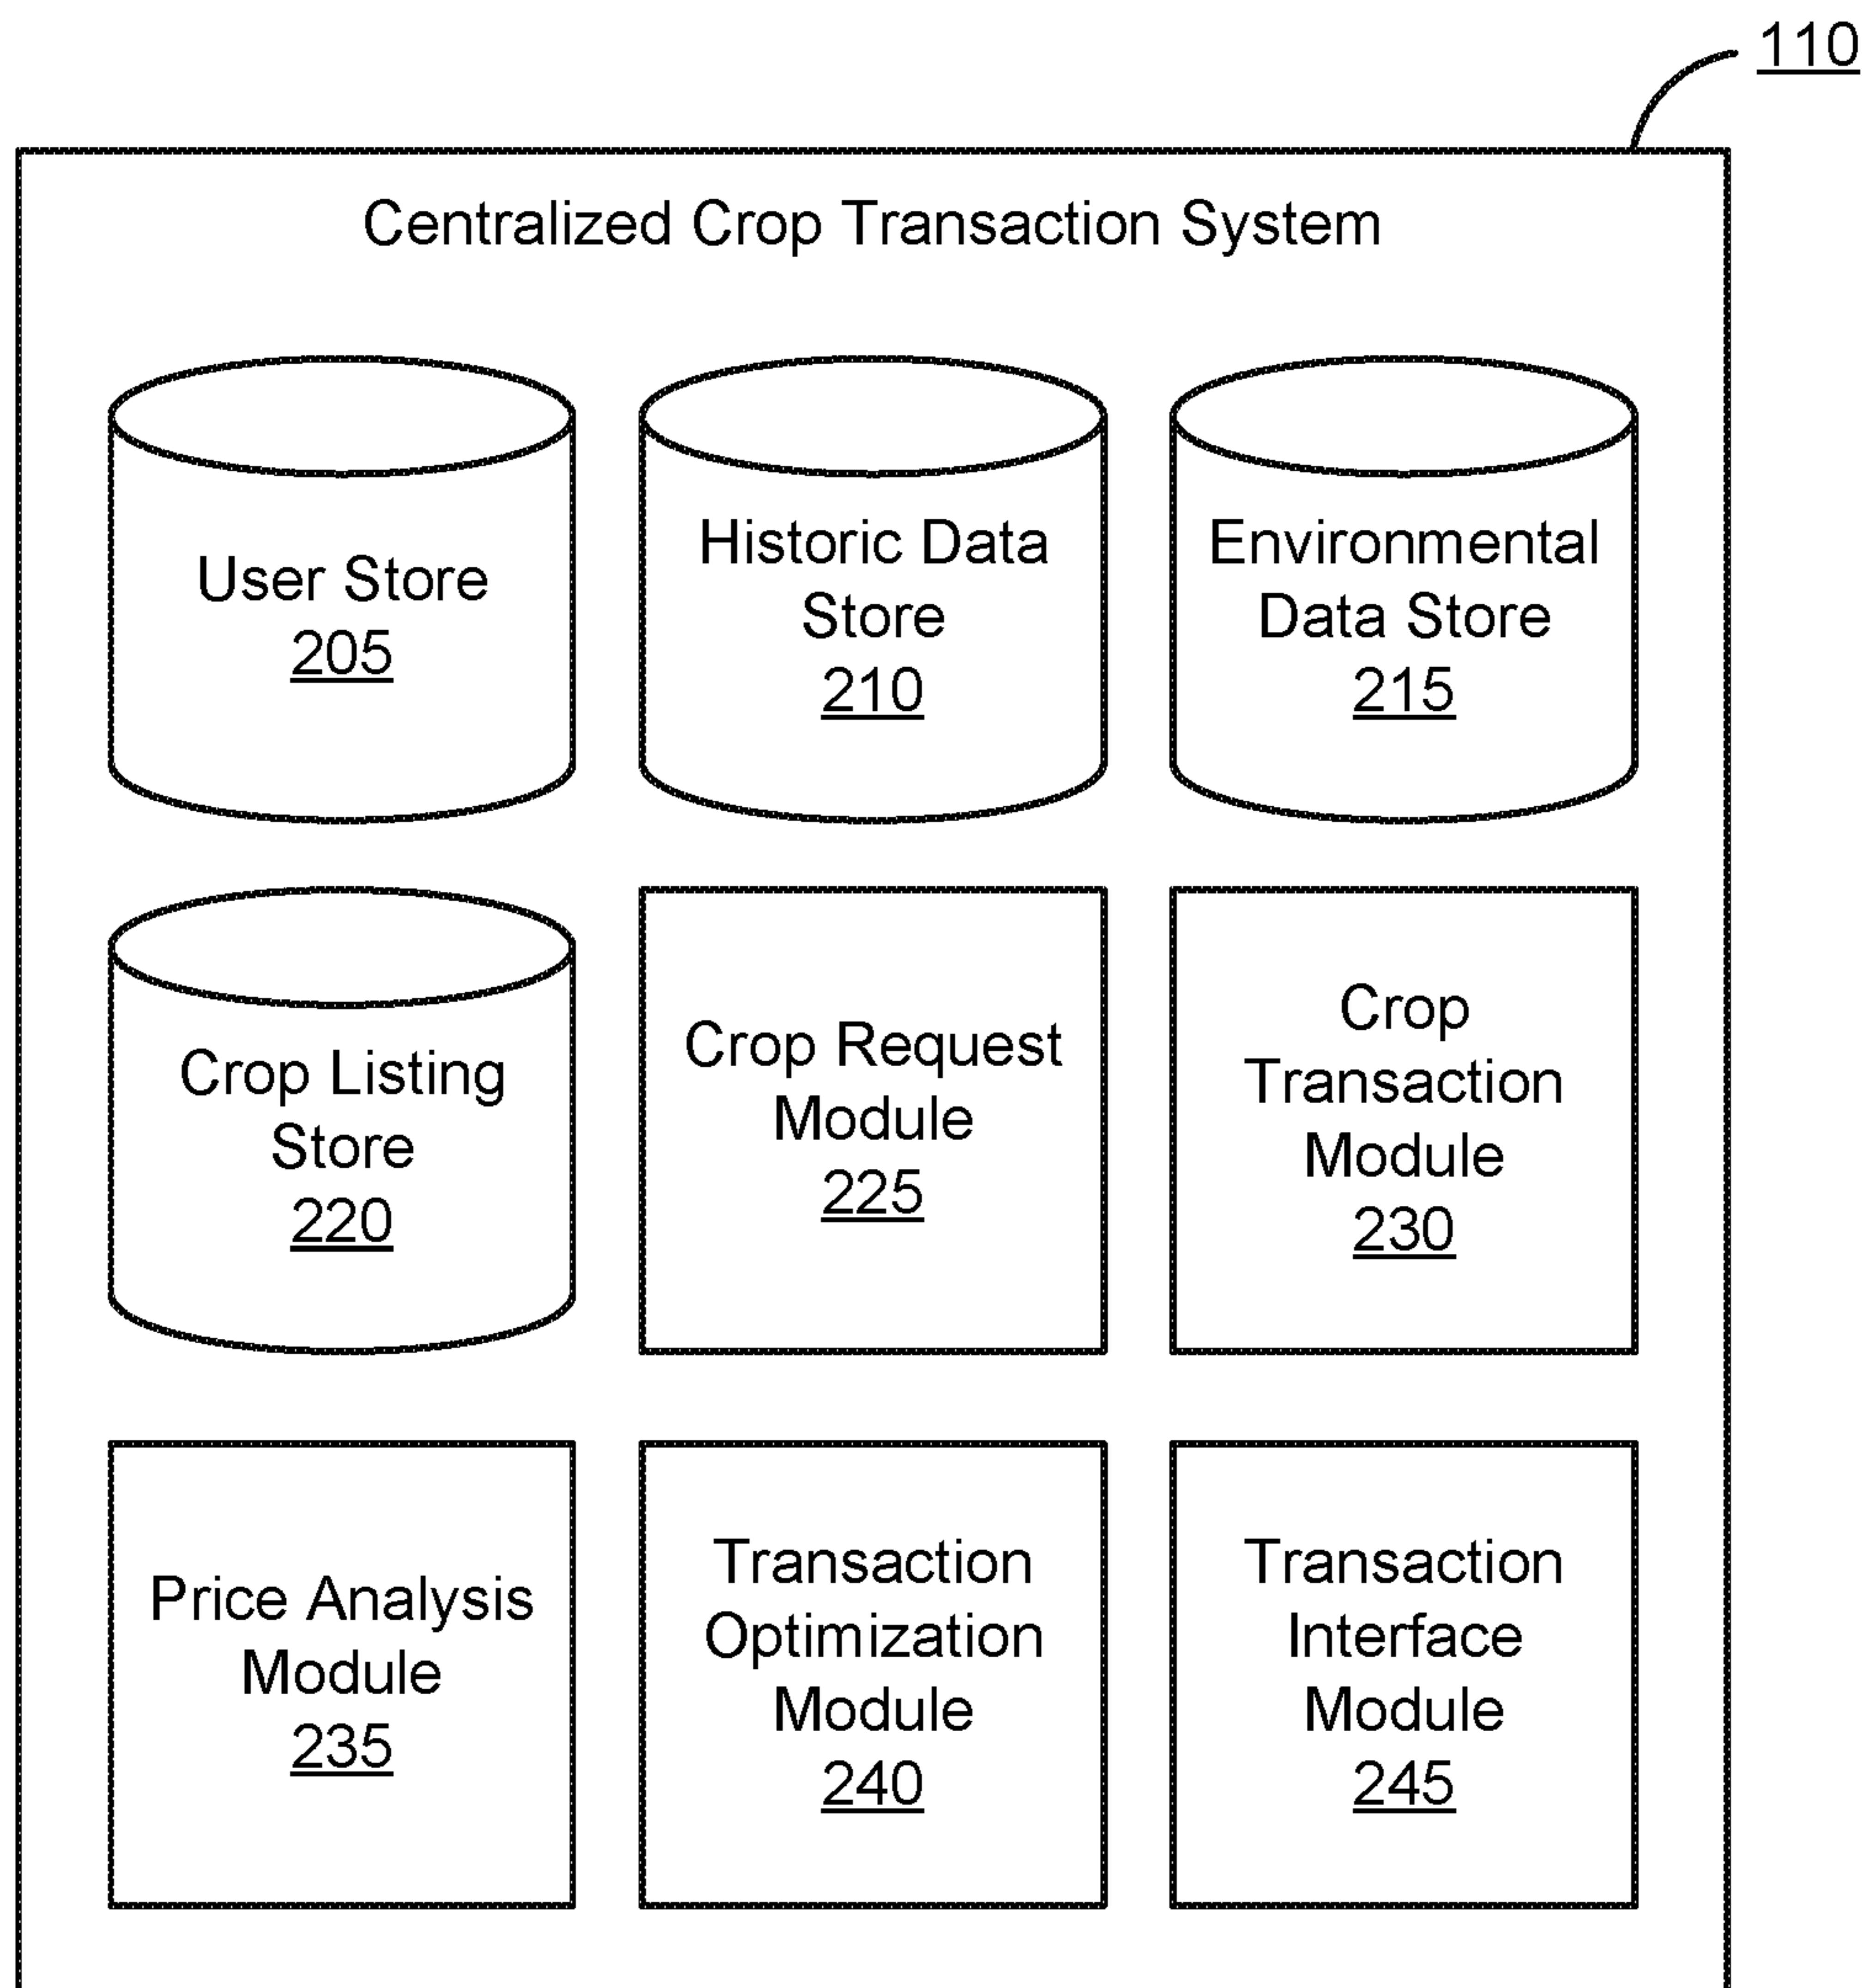 110
Centralized Crop Transaction System
User Store
205
Historic Data
Store
210
Environmental
Data Store
215
Crop Listing
Store
220
Crop Request
Module
225
Crop
Transaction
Module
230
Price Analysis
Module
235
Transaction
Optimization
Module
240
Transaction
Interface
Module
245